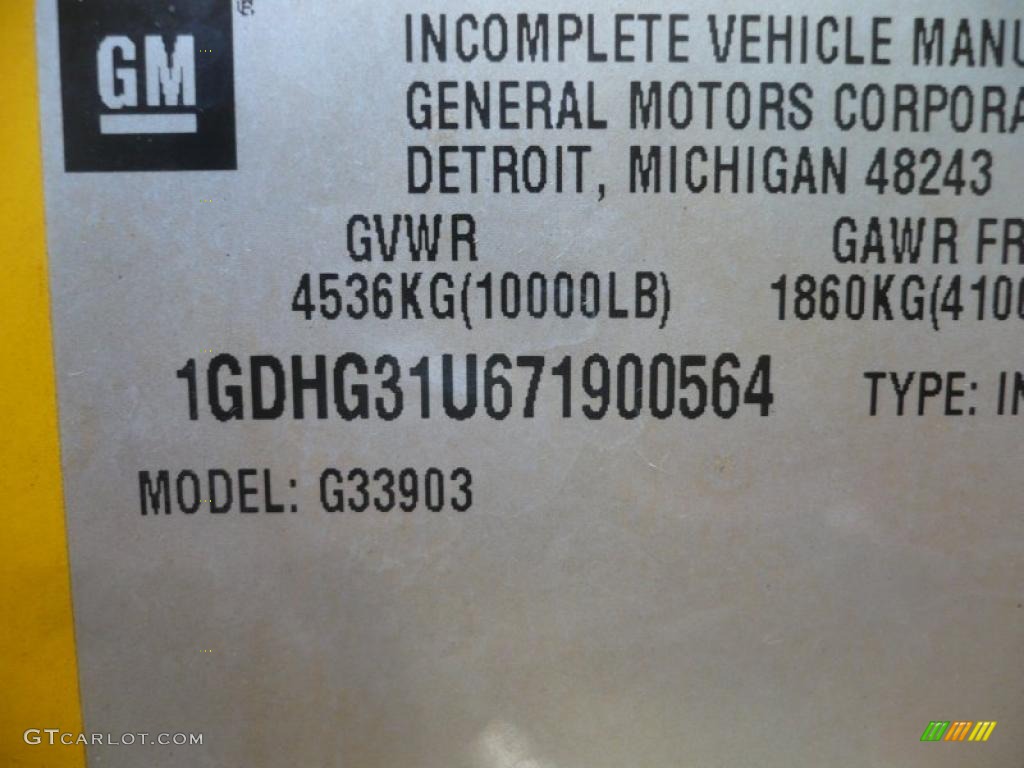 GM
INCOMPLETE VEHICLE MANU
GENERAL MOTORS CORPORA
DETROIT, MICHIGAN 48243
GVWR GAWR FR
4536KG(10000LB) 1860KG(4100
1GDHG31U671900564 TYPE: IN
MODEL: G33903
GTCARLOT.COM